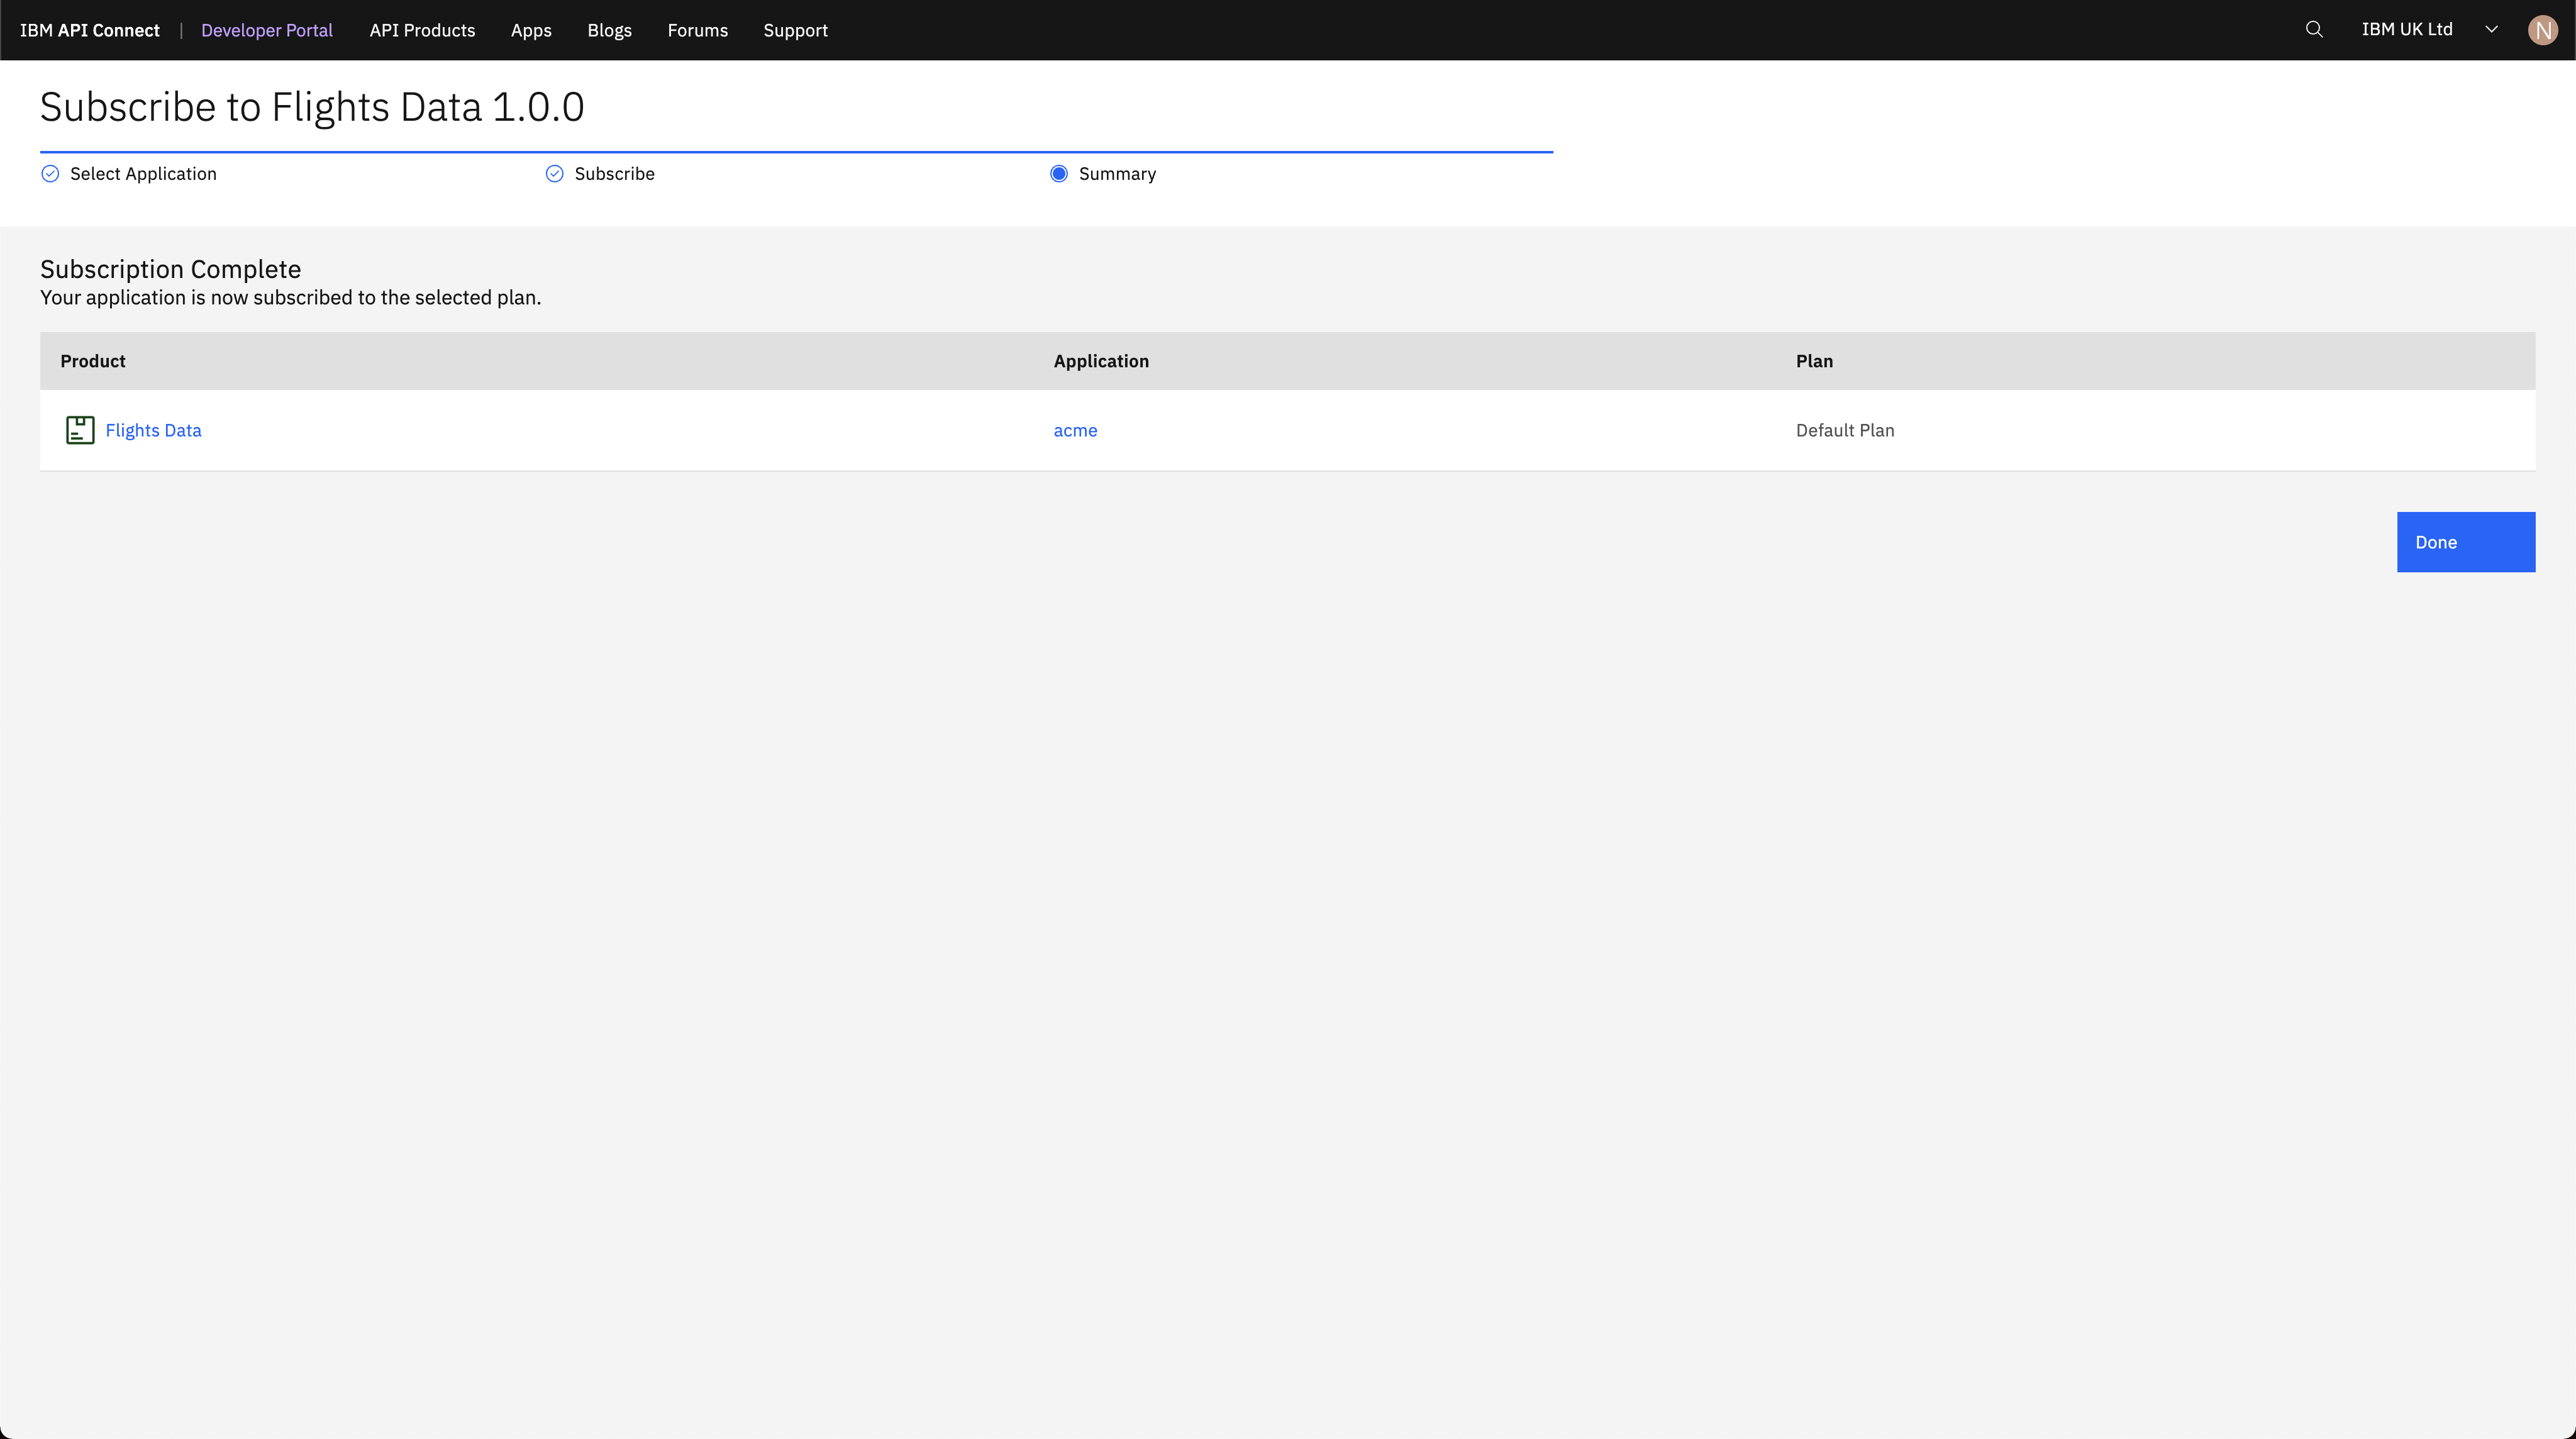 IBM API Connect | Developer Portal API Products Apps Blogs Forums Support IBM UK Ltd N
Subscribe to Flights Data 1.0.0
Select Application Subscribe Summary
Subscription Complete
Your application is now subscribed to the selected plan.
Product Application Plan
Flights Data acme Default Plan
Done